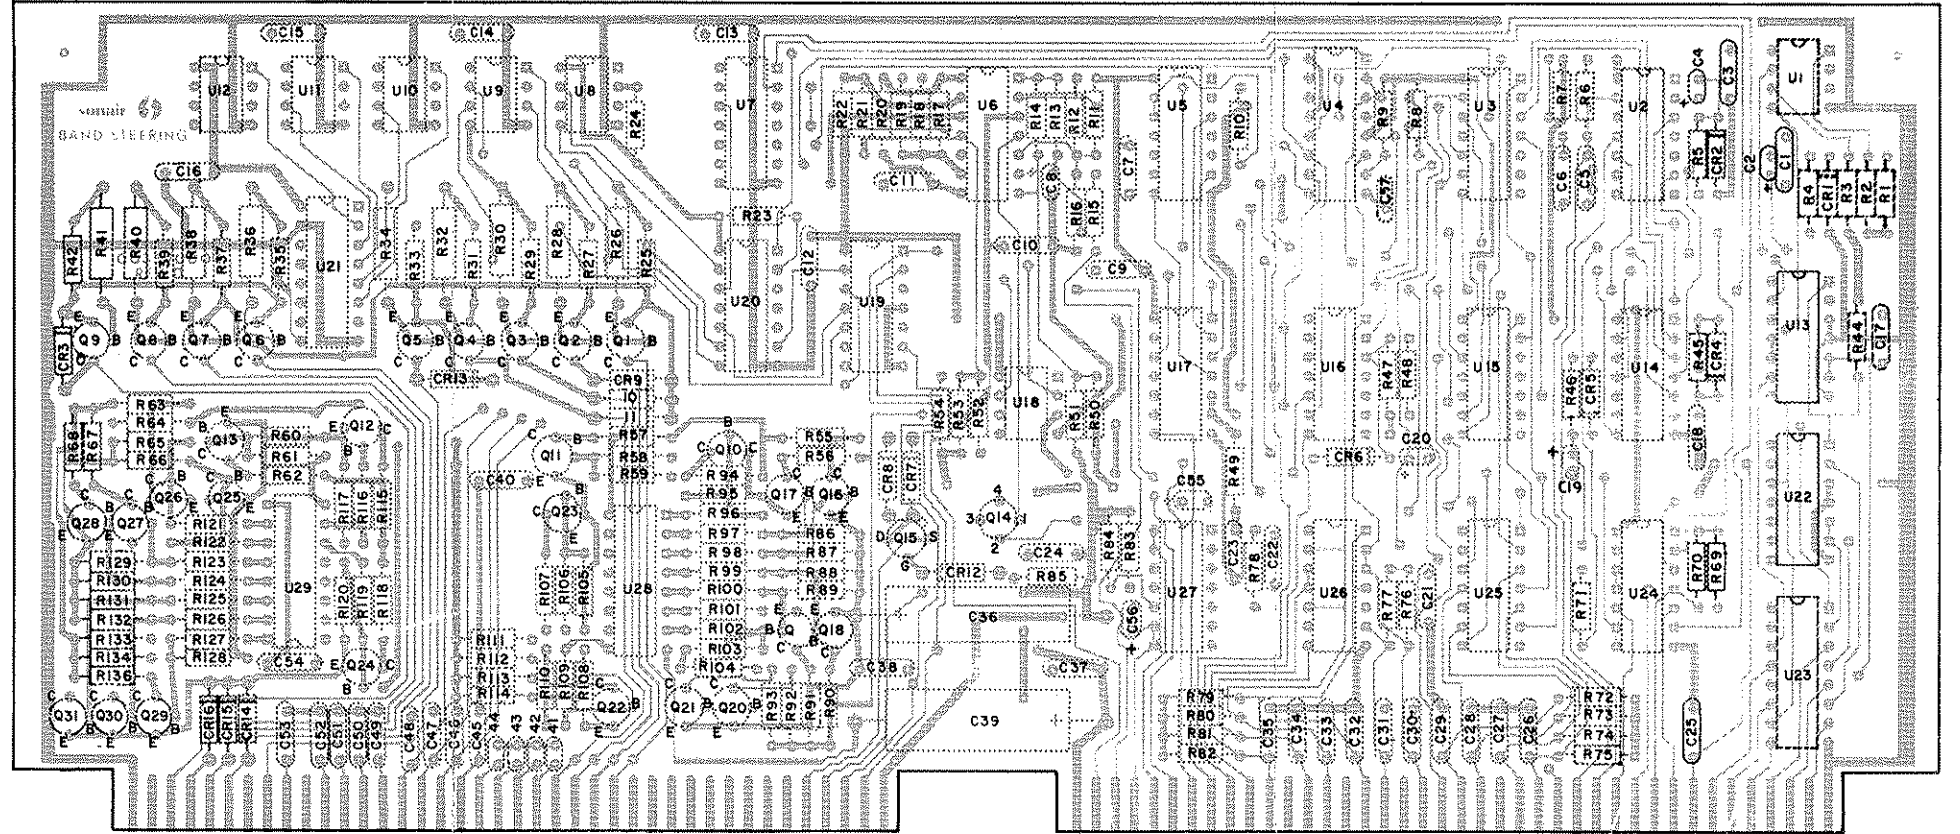 C15 C14 C13
U12 U11 U10 U9 U8 U7 U6 U5 U4 U3 U2 C4 C3 U1
sunair
BAND STEERING
R24 R22 R21 R20 R19 R18 R17 R14 R13 R12 R11 R10 R9 R8 R7 R6
C16 C11 C8 C7 C57 C6 C5 R5 CR2 C2 C1
R4 CR1 R3 R2 R1
R42 R41 R40 R39 R38 R37 R36 R35 U21 R34 R33 R32 R31 R30 R29 R28 R27 R26 R25 R23 C12 R16 R15
C10 C9
U20 U19
E E E E E E E E E
CR3 Q9 B Q8 B Q7 B Q6 B Q5 B Q4 B Q3 B Q2 B Q1 B
C C C C C C C C
U17 U16 U15 U14 U13 R44 C17
R47 R48 R46 CR5 R45 CR4
CR13 CR9
10
11
R54 R53 R52 U18 R51 R50
R63
R64
R65
R66
R68 R67
B E Q13 C
R60
R61
R62
E Q12 C B
C Q11 B E
R57
R58
R59
B C Q10 C
R55
R56
CR8 CR7
CR6 C20 + C19 C18
C40 R49 C55
R94
R95
R96
R97
R98
R99
R100
R101
R102
R103
R104
C Q17 B E
C Q16 B E
R86
R87
R88
R89
D Q15 S G
4
3 Q14 1
2
C24
CR12 R85
R84 R83 C23 R78 C22
C Q28 E
C Q27 B E
C Q26 B
C Q25 B E
R117 R116 R115
C Q23 B E
R121
R122
R123
R124
R125
R126
R127
R128
R129
R130
R131
R132
R133
R134
R136
U29 R120 R119 R118
R107 R106 R105 U28
E B Q C
E Q18 B C
C36 C56 +
U27 U26 R77 R76 C21 U25 R71 U24 R70 R69
U22
U23
C54 E Q24 C B
R111
R112
R113
R114
R110 R109 R108
C38 C37
C Q31 B E
C Q30 B E
C Q29 B E
CR16 CR15 CR14
C53 C52 C51 C50 C49 C48 C47 C46 C45 44 43 42 41
C Q22 B E
C Q21 B E
C Q20 B E
R93 R92 R91 R90
C39 +
R79
R80
R81
R82
C35 C34 C33 C32 C31 C30 C29 C28 C27 C26
R72
R73
R74
R75
C25